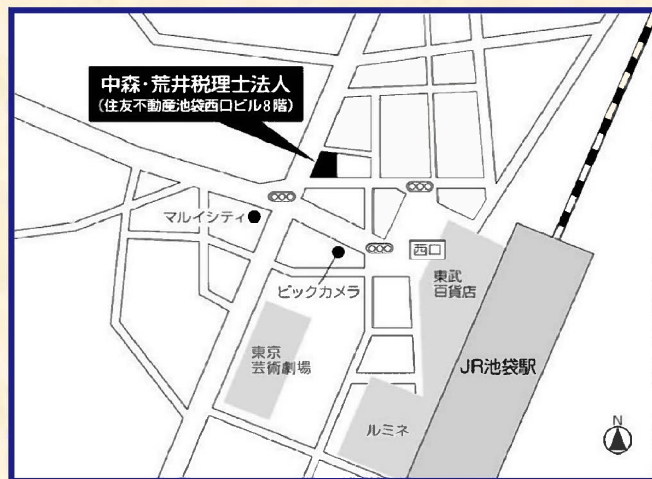 中森・荒井税理士法人
(住友不動産池袋西口ビル8階)
マルイシティ
ビックカメラ
西口
東武
百貨店
東京
芸術劇場
JR池袋駅
ルミネ
N